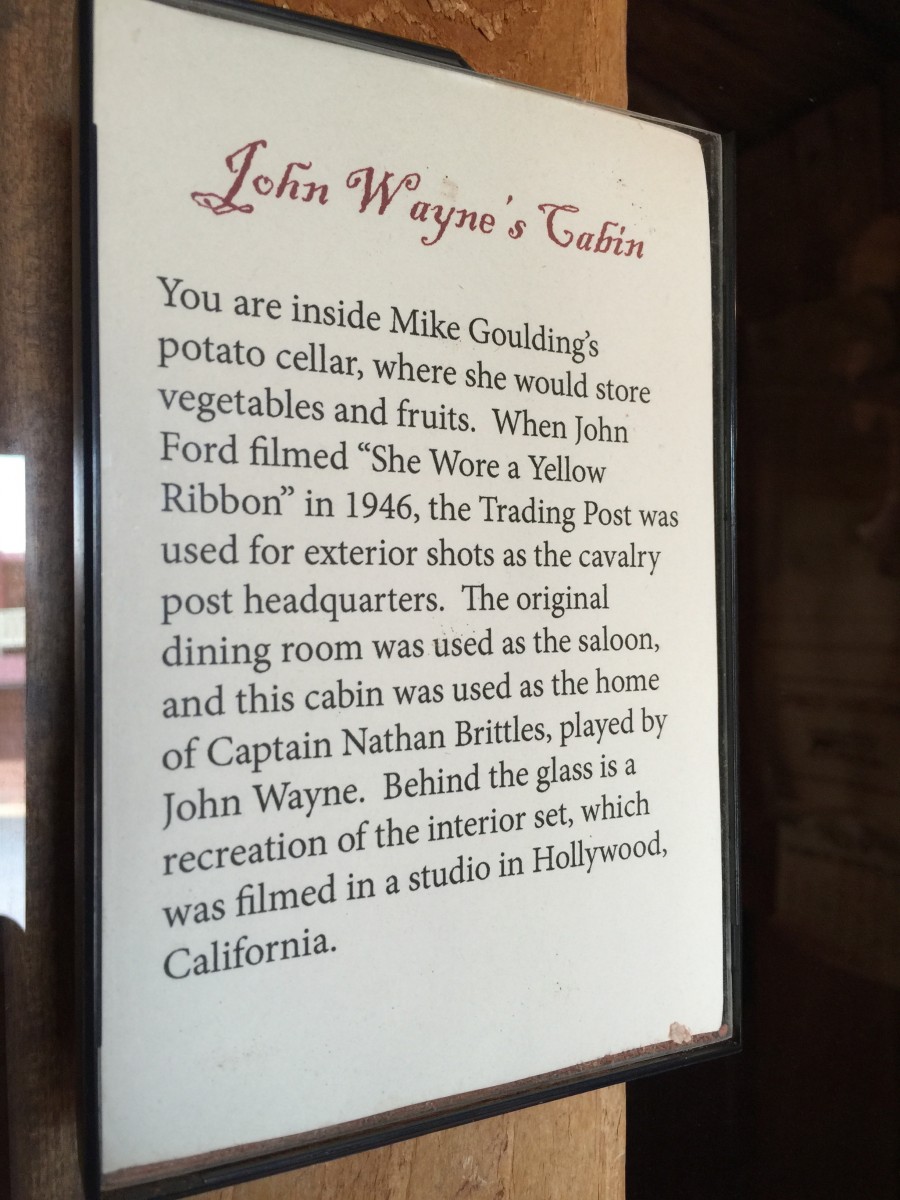 John Wayne's Cabin
You are inside Mike Goulding's
potato cellar, where she would store
vegetables and fruits. When John
Ford filmed “She Wore a Yellow
Ribbon” in 1946, the Trading Post was
used for exterior shots as the cavalry
post headquarters. The original
dining room was used as the saloon,
and this cabin was used as the home
of Captain Nathan Brittles, played by
John Wayne. Behind the glass is a
recreation of the interior set, which
was filmed in a studio in Hollywood,
California.